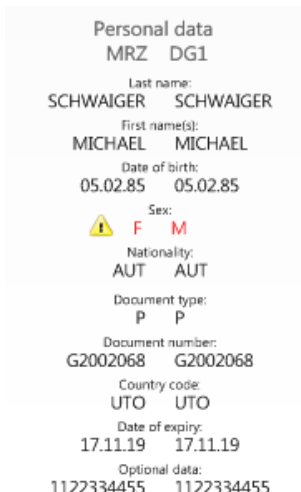 Personal data
MRZ DG1
Last name:
SCHWAIGER SCHWAIGER
First name(s):
MICHAEL MICHAEL
Date of birth:
05.02.85 05.02.85
Sex:
F M
Nationality:
AUT AUT
Document type:
P P
Document number:
G2002068 G2002068
Country code:
UTO UTO
Date of expiry:
17.11.19 17.11.19
Optional data:
1122334455 1122334455